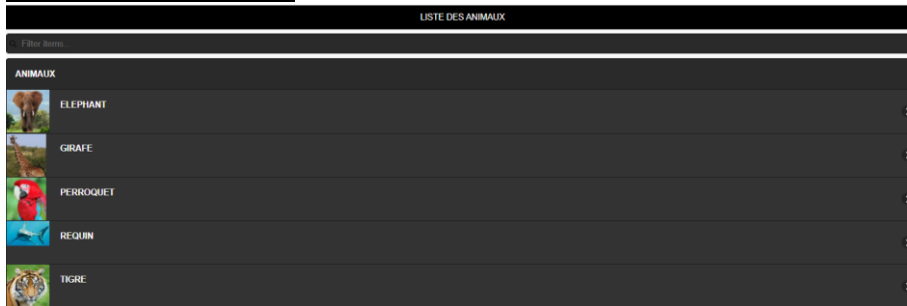 LISTE DES ANIMAUX
Filter items...
ANIMAUX
ELEPHANT
GIRAFE
PERROQUET
REQUIN
TIGRE